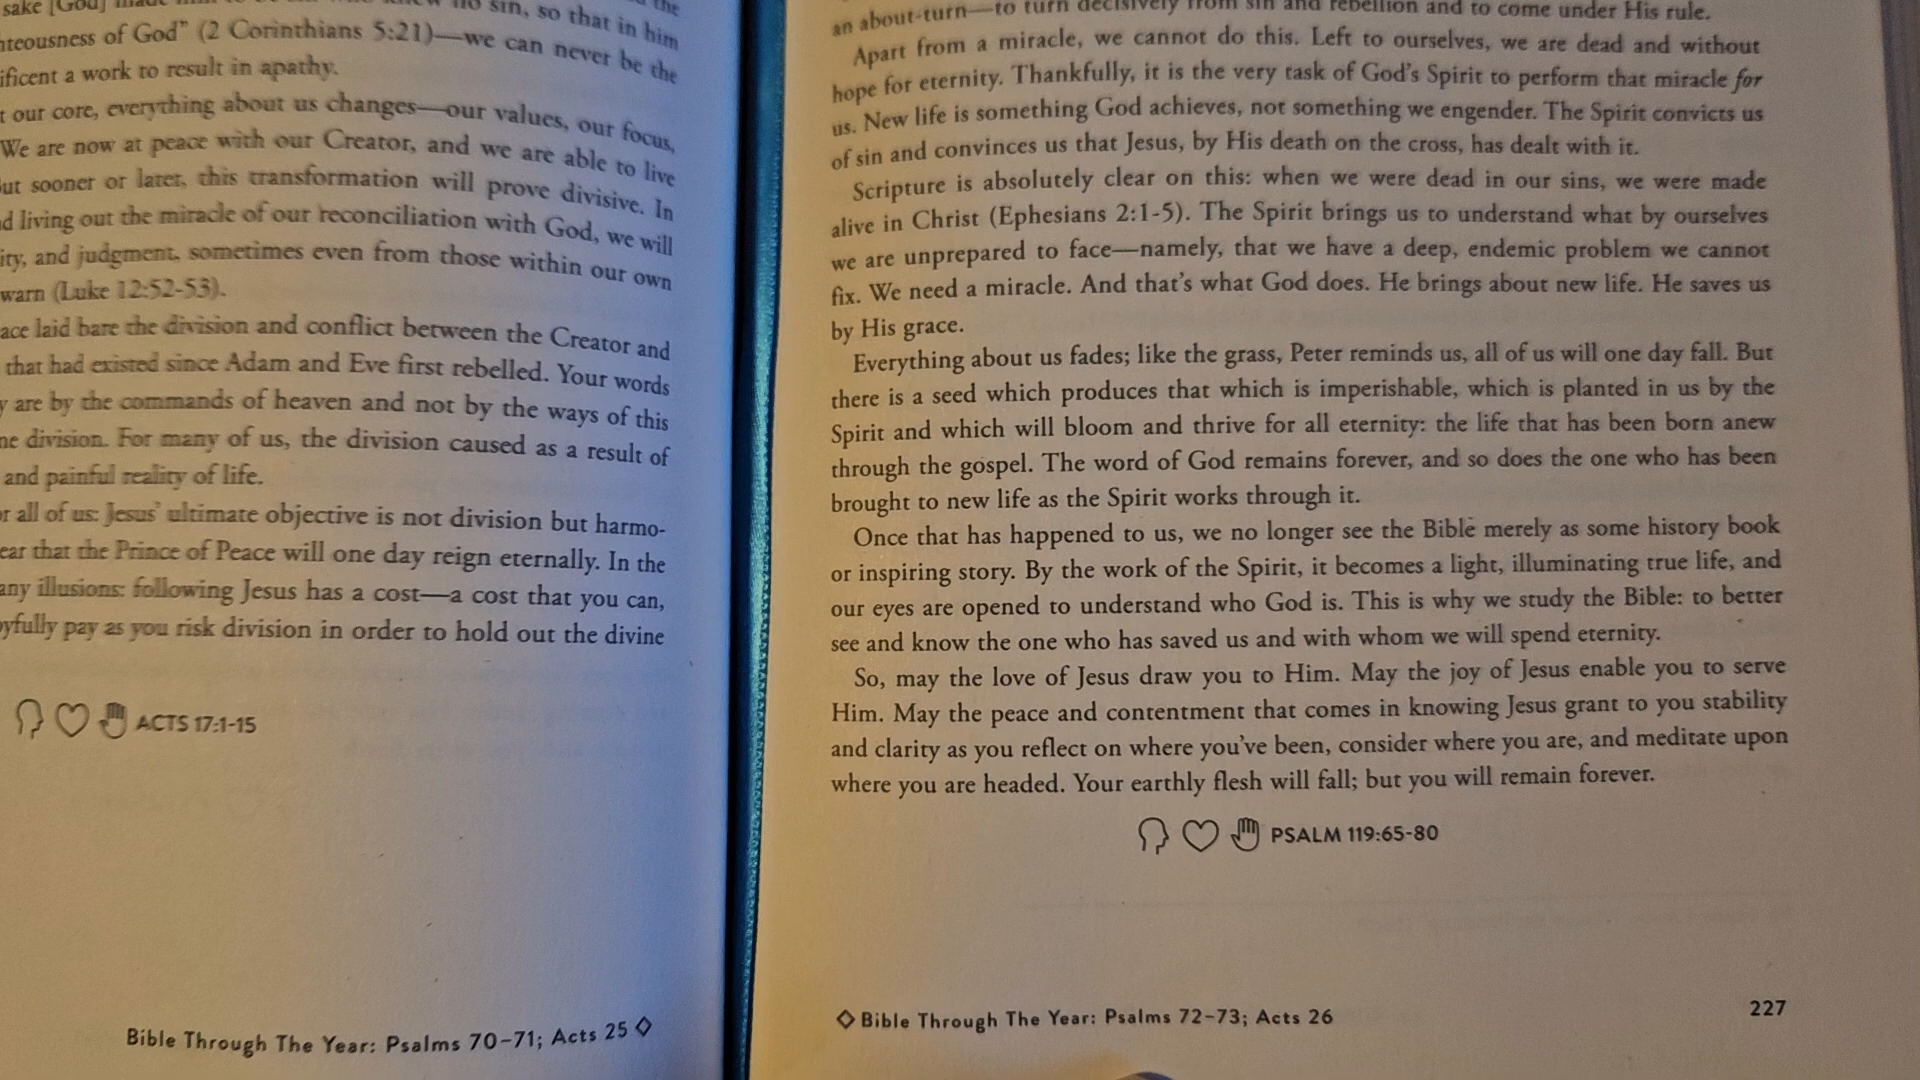 sake [God] made
no sin, so that in him
of God” (2 Corinthians 5:21)—we can never be the
a work to result in apathy.
our core, everything about us changes—our values, our focus,
We are now at peace with our Creator, and we are able to live
sooner or later, this transformation will prove divisive. In
living out the miracle of our reconciliation with God, we will
and judgment, sometimes even from those within our own
warn (Luke 12:52-53).
laid bare the division and conflict between the Creator and
that had existed since Adam and Eve first rebelled. Your words
are by the commands of heaven and not by the ways of this
division. For many of us, the division caused as a result of
and painful reality of life.
all of us: Jesus’ ultimate objective is not division but harmo-
that the Prince of Peace will one day reign eternally. In the
any illusions: following Jesus has a cost—a cost that you can,
pay as you risk division in order to hold out the divine
ACTS 17:1-15
Bible Through The Year: Psalms 70–71; Acts 25
an about-turn—to turn decisively from sin and rebellion and to come under His rule.
Apart from a miracle, we cannot do this. Left to ourselves, we are dead and without
hope for eternity. Thankfully, it is the very task of God’s Spirit to perform that miracle for
us. New life is something God achieves, not something we engender. The Spirit convicts us
of sin and convinces us that Jesus, by His death on the cross, has dealt with it.
Scripture is absolutely clear on this: when we were dead in our sins, we were made
alive in Christ (Ephesians 2:1-5). The Spirit brings us to understand what by ourselves
we are unprepared to face—namely, that we have a deep, endemic problem we cannot
fix. We need a miracle. And that’s what God does. He brings about new life. He saves us
by His grace.
Everything about us fades; like the grass, Peter reminds us, all of us will one day fall. But
there is a seed which produces that which is imperishable, which is planted in us by the
Spirit and which will bloom and thrive for all eternity: the life that has been born anew
through the gospel. The word of God remains forever, and so does the one who has been
brought to new life as the Spirit works through it.
Once that has happened to us, we no longer see the Bible merely as some history book
or inspiring story. By the work of the Spirit, it becomes a light, illuminating true life, and
our eyes are opened to understand who God is. This is why we study the Bible: to better
see and know the one who has saved us and with whom we will spend eternity.
So, may the love of Jesus draw you to Him. May the joy of Jesus enable you to serve
Him. May the peace and contentment that comes in knowing Jesus grant to you stability
and clarity as you reflect on where you’ve been, consider where you are, and meditate upon
where you are headed. Your earthly flesh will fall; but you will remain forever.
PSALM 119:65-80
Bible Through The Year: Psalms 72–73; Acts 26
227